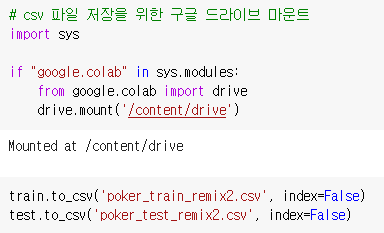 # csv 파일 저장을 위한 구글 드라이브 마운트
import sys
if "google.colab" in sys.modules:
    from google.colab import drive
    drive.mount('/content/drive')
Mounted at /content/drive
train.to_csv('poker_train_remix2.csv', index=False)
test.to_csv('poker_test_remix2.csv', index=False)